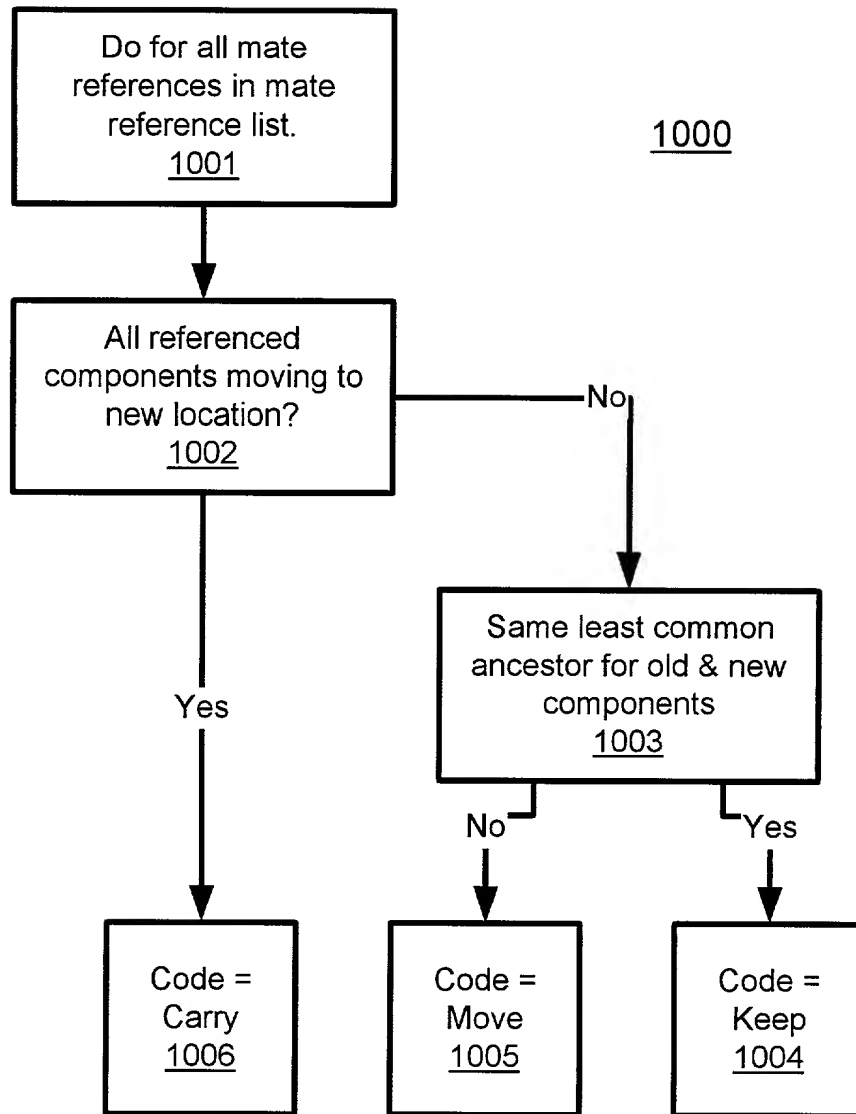 Do for all mate
references in mate
reference list.
1001
1000
All referenced
components moving to
new location?
1002
No
Same least common
ancestor for old & new
components
1003
Yes
No
Yes
Code =
Carry
1006
Code =
Move
1005
Code =
Keep
1004